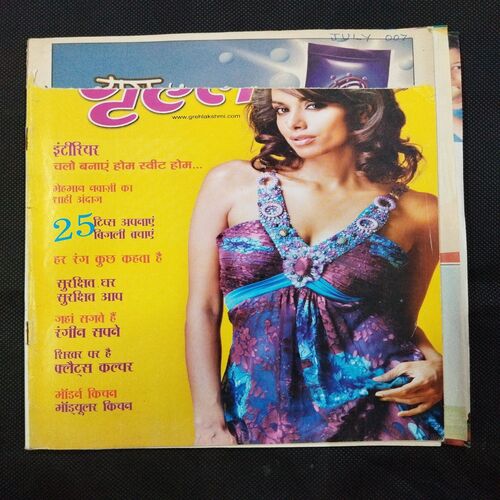 JULY 007
www.grehlakshmi.com
इंटीरियर
चलो बनाएं होम स्वीट होम...
मेहमान नवाजी का
शाही अंदाज
25 टिप्स अपनाएं
बिजली बचाएं
हर रंग कुछ कहता है
सुरक्षित घर
सुरक्षित आप
जहां सजते हैं
रंगीन सपने
शिखर पर है
फ्लैट्स कल्चर
मॉडर्न किचन
मॉड्यूलर किचन